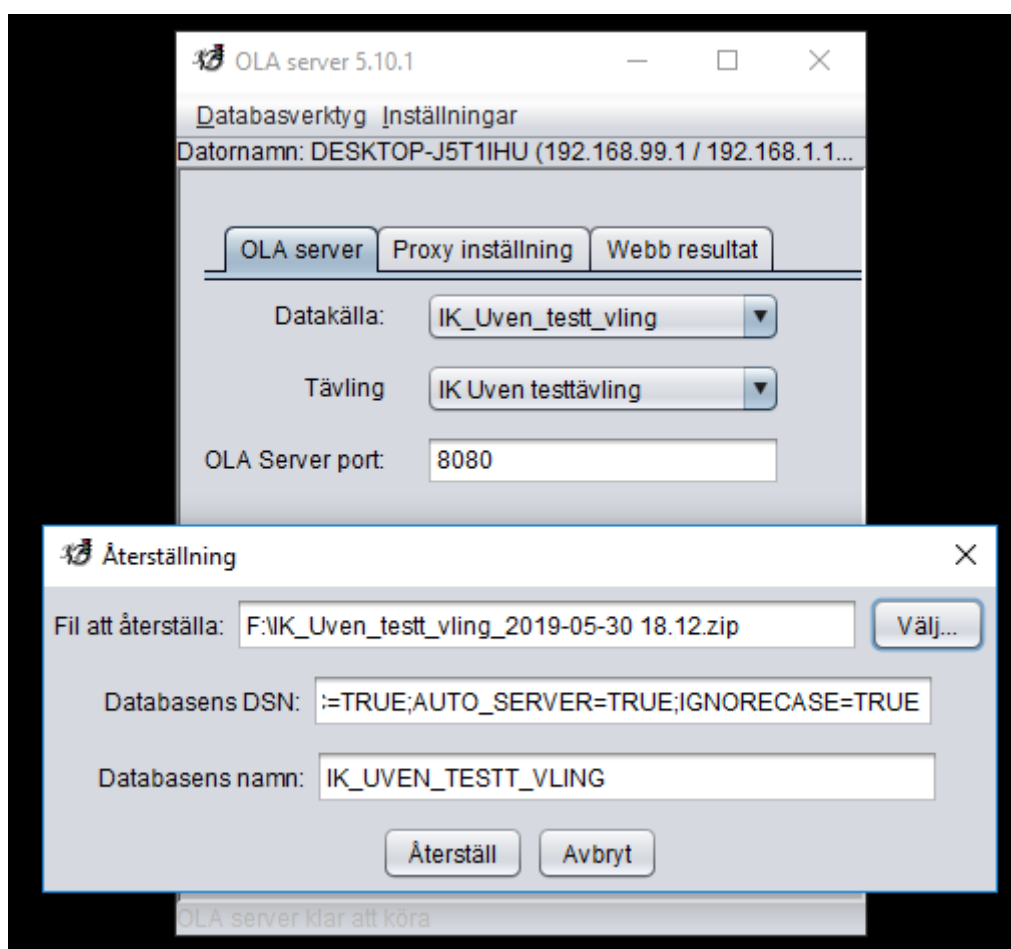 OLA server 5.10.1
Databasverktyg Inställningar
Datornamn: DESKTOP-J5T1IHU (192.168.99.1 / 192.168.1.1...
OLA server Proxy inställning Webb resultat
Datakälla: IK_Uven_testt_vling
Tävling IK Uven testtävling
OLA Server port: 8080
Återställning
Fil att återställa: F:\IK_Uven_testt_vling_2019-05-30 18.12.zip Välj...
Databasens DSN: :=TRUE;AUTO_SERVER=TRUE;IGNORECASE=TRUE
Databasens namn: IK_UVEN_TESTT_VLING
Återställ Avbryt
OLA server klar att köra